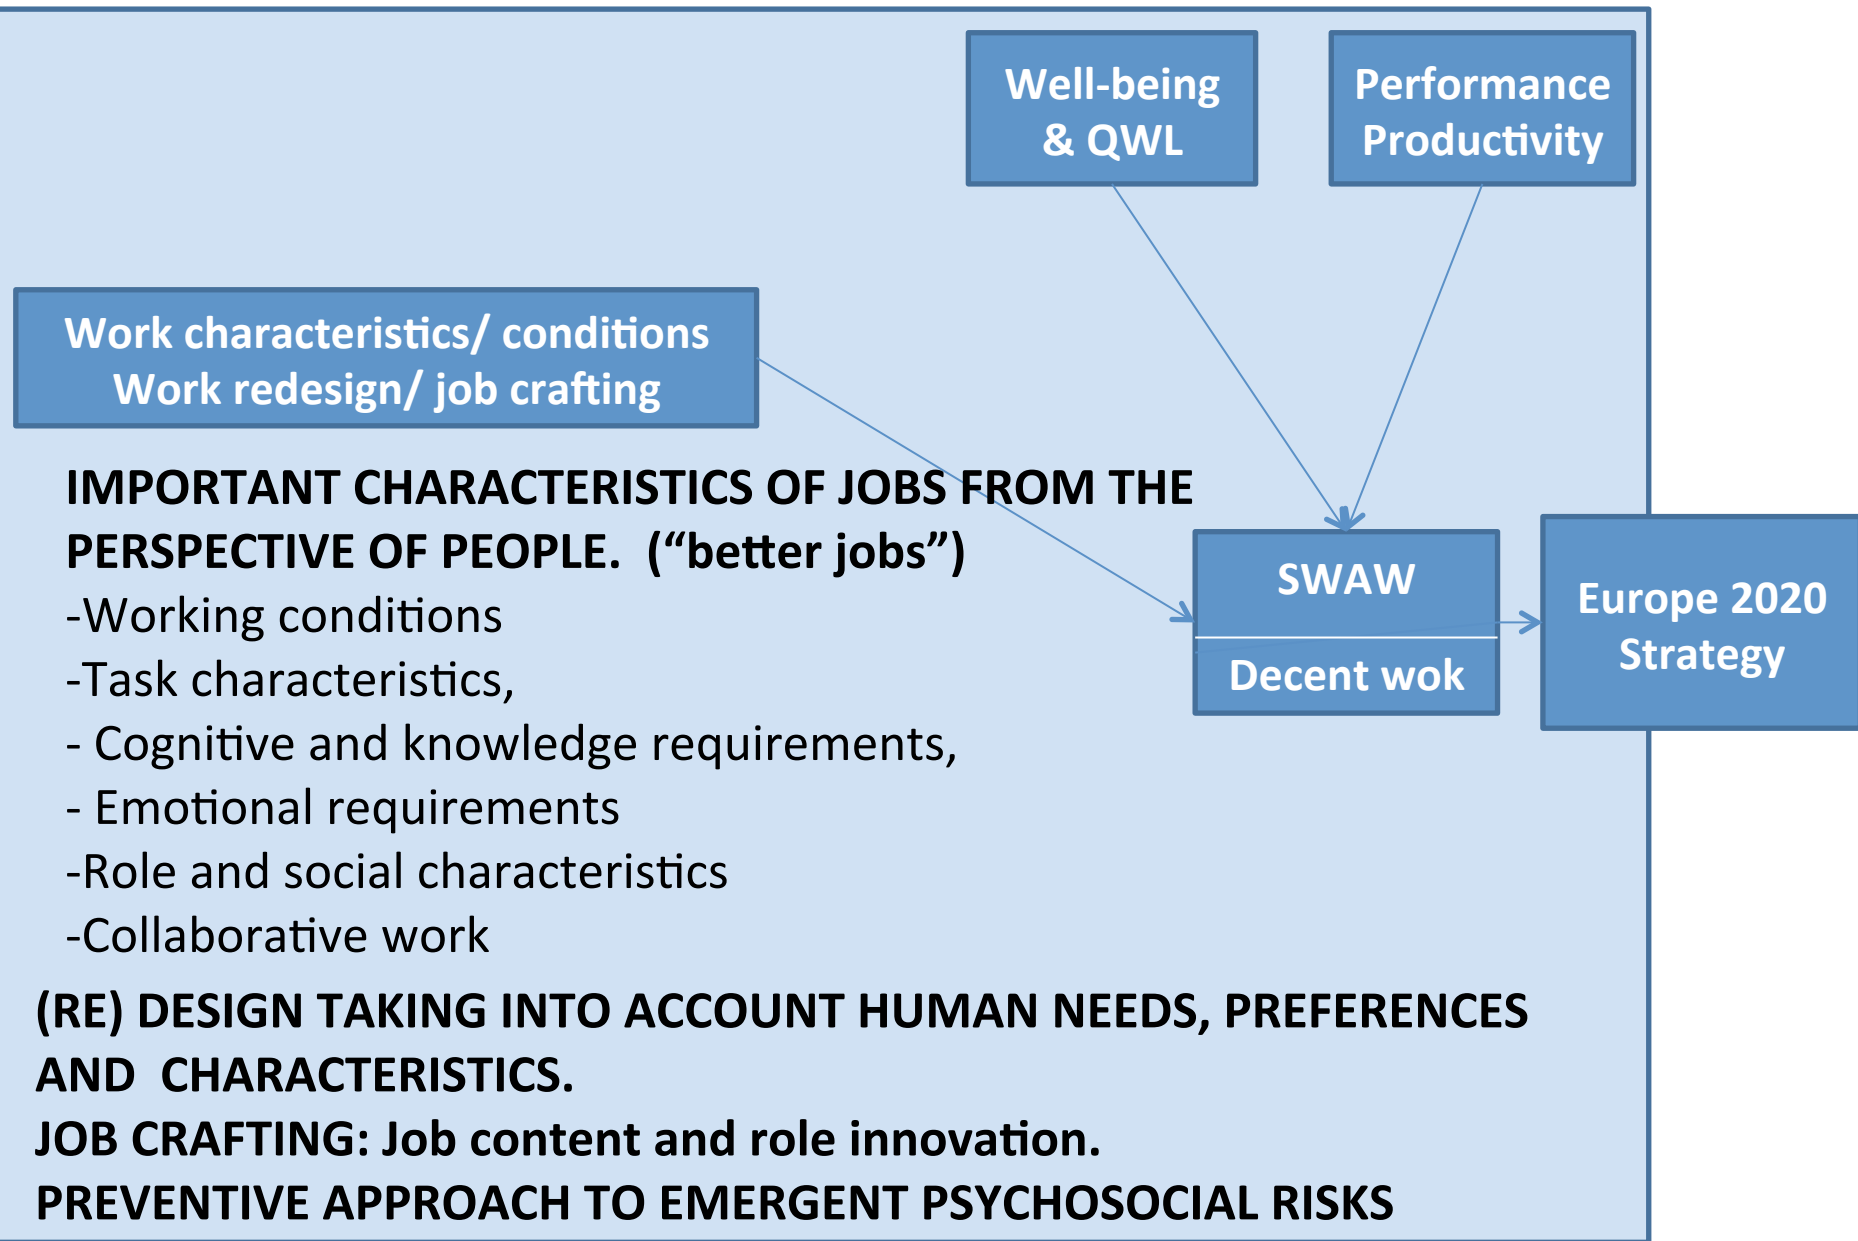 Well-being
& QWL
Performance
Productivity
Work characteristics/ conditions
Work redesign/ job crafting
IMPORTANT CHARACTERISTICS OF JOBS FROM THE
PERSPECTIVE OF PEOPLE.  (“better jobs”)
-Working conditions
-Task characteristics,
- Cognitive and knowledge requirements,
- Emotional requirements
-Role and social characteristics
-Collaborative work
SWAW
Decent wok
Europe 2020
Strategy
(RE) DESIGN TAKING INTO ACCOUNT HUMAN NEEDS, PREFERENCES
AND  CHARACTERISTICS.
JOB CRAFTING: Job content and role innovation.
PREVENTIVE APPROACH TO EMERGENT PSYCHOSOCIAL RISKS